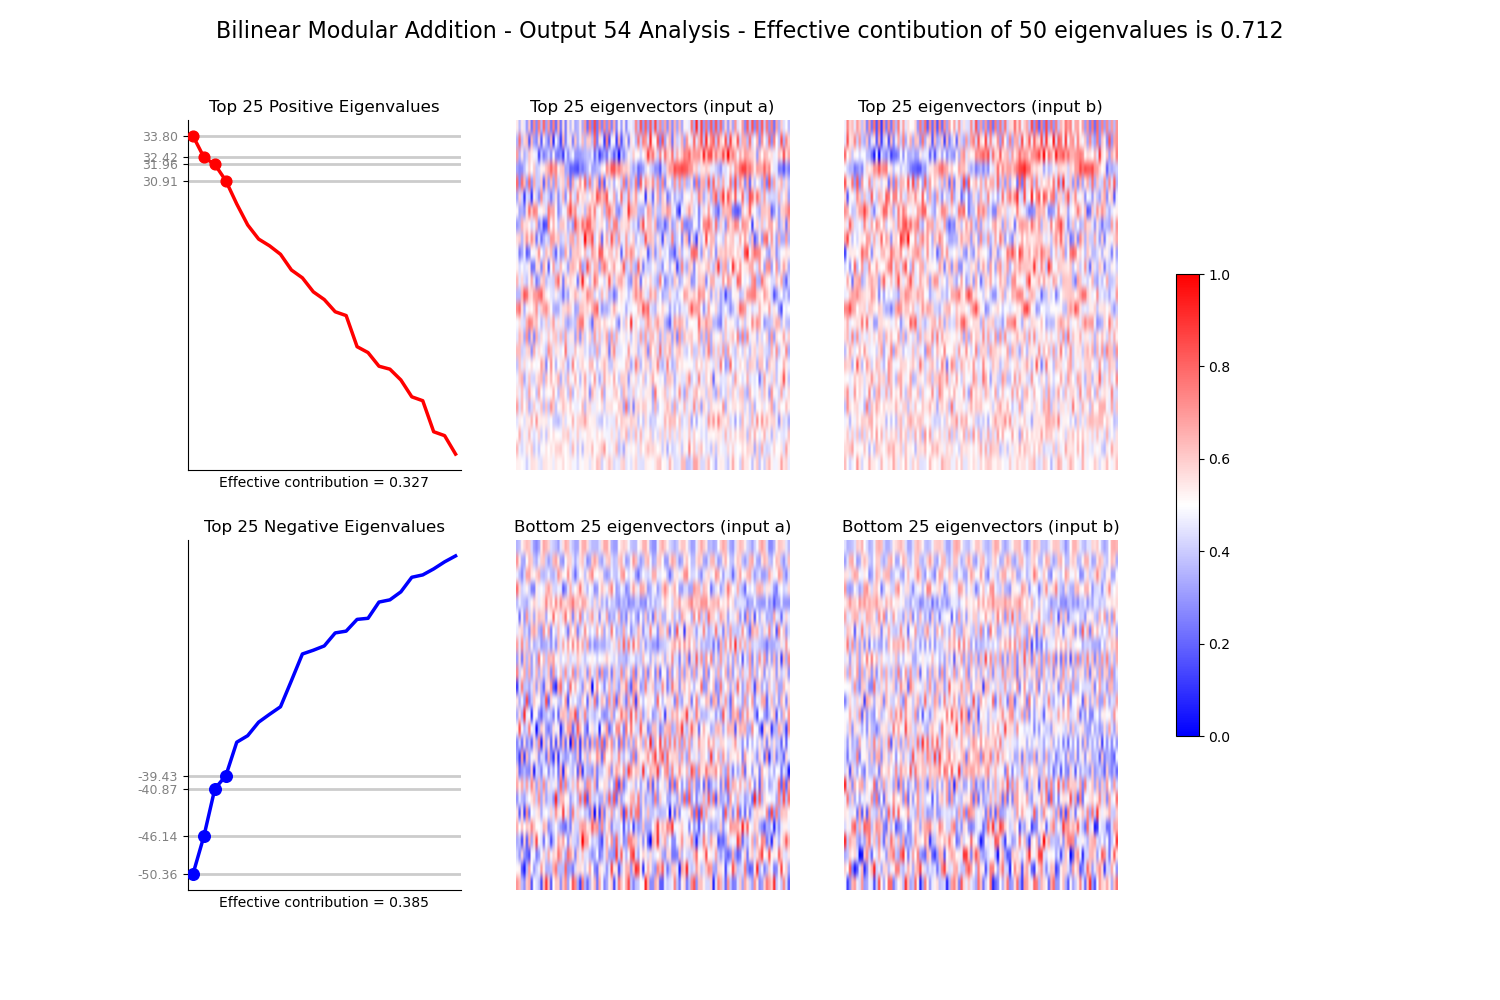 Bilinear Modular Addition - Output 54 Analysis - Effective contibution of 50 eigenvalues is 0.712
Top 25 Positive Eigenvalues
33.80
32.42
31.96
30.91
Effective contribution = 0.327
Top 25 eigenvectors (input a)
Top 25 eigenvectors (input b)
Top 25 Negative Eigenvalues
-39.43
-40.87
-46.14
-50.36
Effective contribution = 0.385
Bottom 25 eigenvectors (input a)
Bottom 25 eigenvectors (input b)
1.0
0.8
0.6
0.4
0.2
0.0